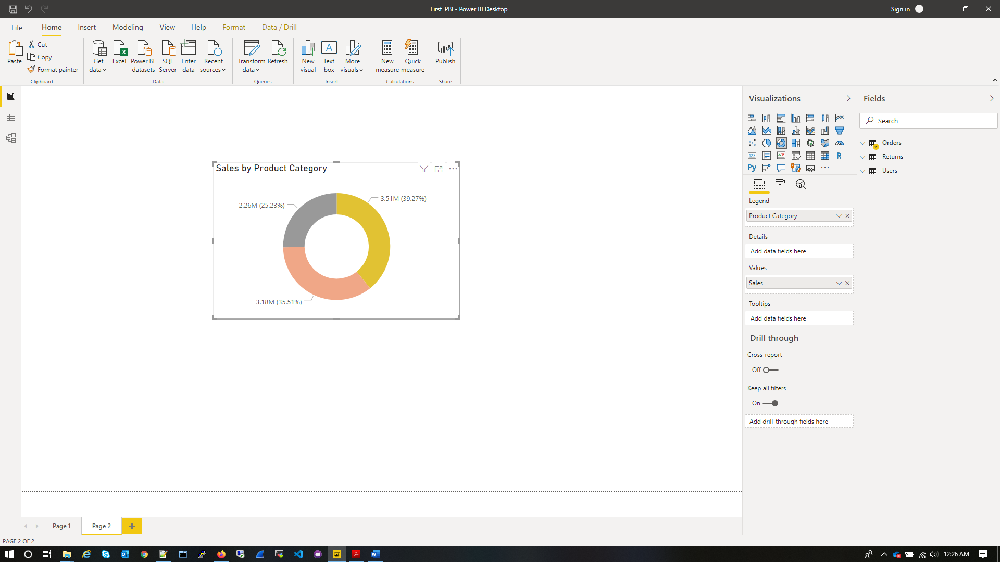 First_PBI - Power BI Desktop
Sign in
File Home Insert Modeling View Help Format Data / Drill
Paste
Cut
Copy
Format painter
Clipboard
Get data
Excel
Power BI datasets
SQL Server
Enter data
Recent sources
Data
Transform data
Refresh
Queries
New visual
Text box
More visuals
Insert
New measure
Quick measure
Calculations
Publish
Share
Sales by Product Category
3.51M (39.27%)
2.26M (25.23%)
3.18M (35.51%)
Visualizations
123
R
Py
Legend
Product Category
Details
Add data fields here
Values
Sales
Tooltips
Add data fields here
Drill through
Cross-report
Off
Keep all filters
On
Add drill-through fields here
Fields
Search
Orders
Returns
Users
Page 1
Page 2
PAGE 2 OF 2
12:26 AM